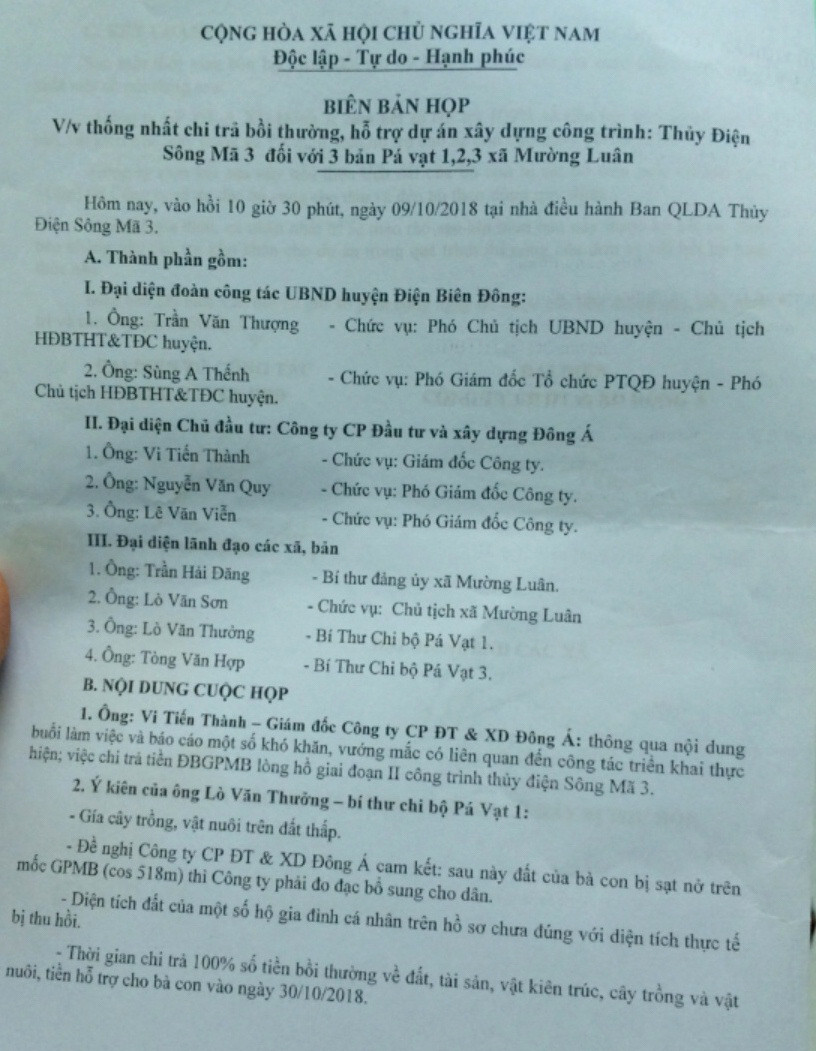 CỘNG HÒA XÃ HỘI CHỦ NGHĨA VIỆT NAM
Độc lập - Tự do - Hạnh phúc
BIÊN BẢN HỌP
V/v thống nhất chi trả bồi thường, hỗ trợ dự án xây dựng công trình: Thủy Điện
Sông Mã 3 đối với 3 bản Pá vạt 1,2,3 xã Mường Luân
Hôm nay, vào hồi 10 giờ 30 phút, ngày 09/10/2018 tại nhà điều hành Ban QLDA Thủy
Điện Sông Mã 3.
A. Thành phần gồm:
I. Đại diện đoàn công tác UBND huyện Điện Biên Đông:
1. Ông: Trần Văn Thượng - Chức vụ: Phó Chủ tịch UBND huyện - Chủ tịch
HĐBTHT&TĐC huyện.
2. Ông: Sùng A Thểnh - Chức vụ: Phó Giám đốc Tổ chức PTQĐ huyện - Phó
Chủ tịch HĐBTHT&TĐC huyện.
II. Đại diện Chủ đầu tư: Công ty CP Đầu tư và xây dựng Đông Á
1. Ông: Vi Tiến Thành - Chức vụ: Giám đốc Công ty.
2. Ông: Nguyễn Văn Quy - Chức vụ: Phó Giám đốc Công ty.
3. Ông: Lê Văn Viễn - Chức vụ: Phó Giám đốc Công ty.
III. Đại diện lãnh đạo các xã, bản
1. Ông: Trần Hải Dăng - Bí thư đảng ủy xã Mường Luân.
2. Ông: Lò Văn Sơn - Chức vụ: Chủ tịch xã Mường Luân
3. Ông: Lò Văn Thưởng - Bí Thư Chi bộ Pá Vạt 1.
4. Ông: Tòng Văn Hợp - Bí Thư Chi bộ Pá Vạt 3.
B. NỘI DUNG CUỘC HỌP
1. Ông: Vi Tiến Thành – Giám đốc Công ty CP ĐT & XD Đông Á: thông qua nội dung
buổi làm việc và báo cáo một số khó khăn, vướng mắc có liên quan đến công tác triển khai thực
hiện; việc chi trả tiền ĐBGPMB lòng hồ giai đoạn II công trình thủy điện Sông Mã 3.
2. Ý kiên của ông Lò Văn Thưởng – bí thư chi bộ Pá Vạt 1:
- Gía cây trồng, vật nuôi trên đất thấp.
- Đề nghị Công ty CP ĐT & XD Đông Á cam kết: sau này đất của bà con bị sạt nở trên
mốc GPMB (cos 518m) thì Công ty phải đo đạc bổ sung cho dân.
- Diện tích đất của một số hộ gia đình cá nhân trên hồ sơ chưa đúng với diện tích thực tế
bị thu hồi.
- Thời gian chi trả 100% số tiền bồi thường về đất, tài sản, vật kiên trúc, cây trồng và vật
nuôi, tiền hỗ trợ cho bà con vào ngày 30/10/2018.